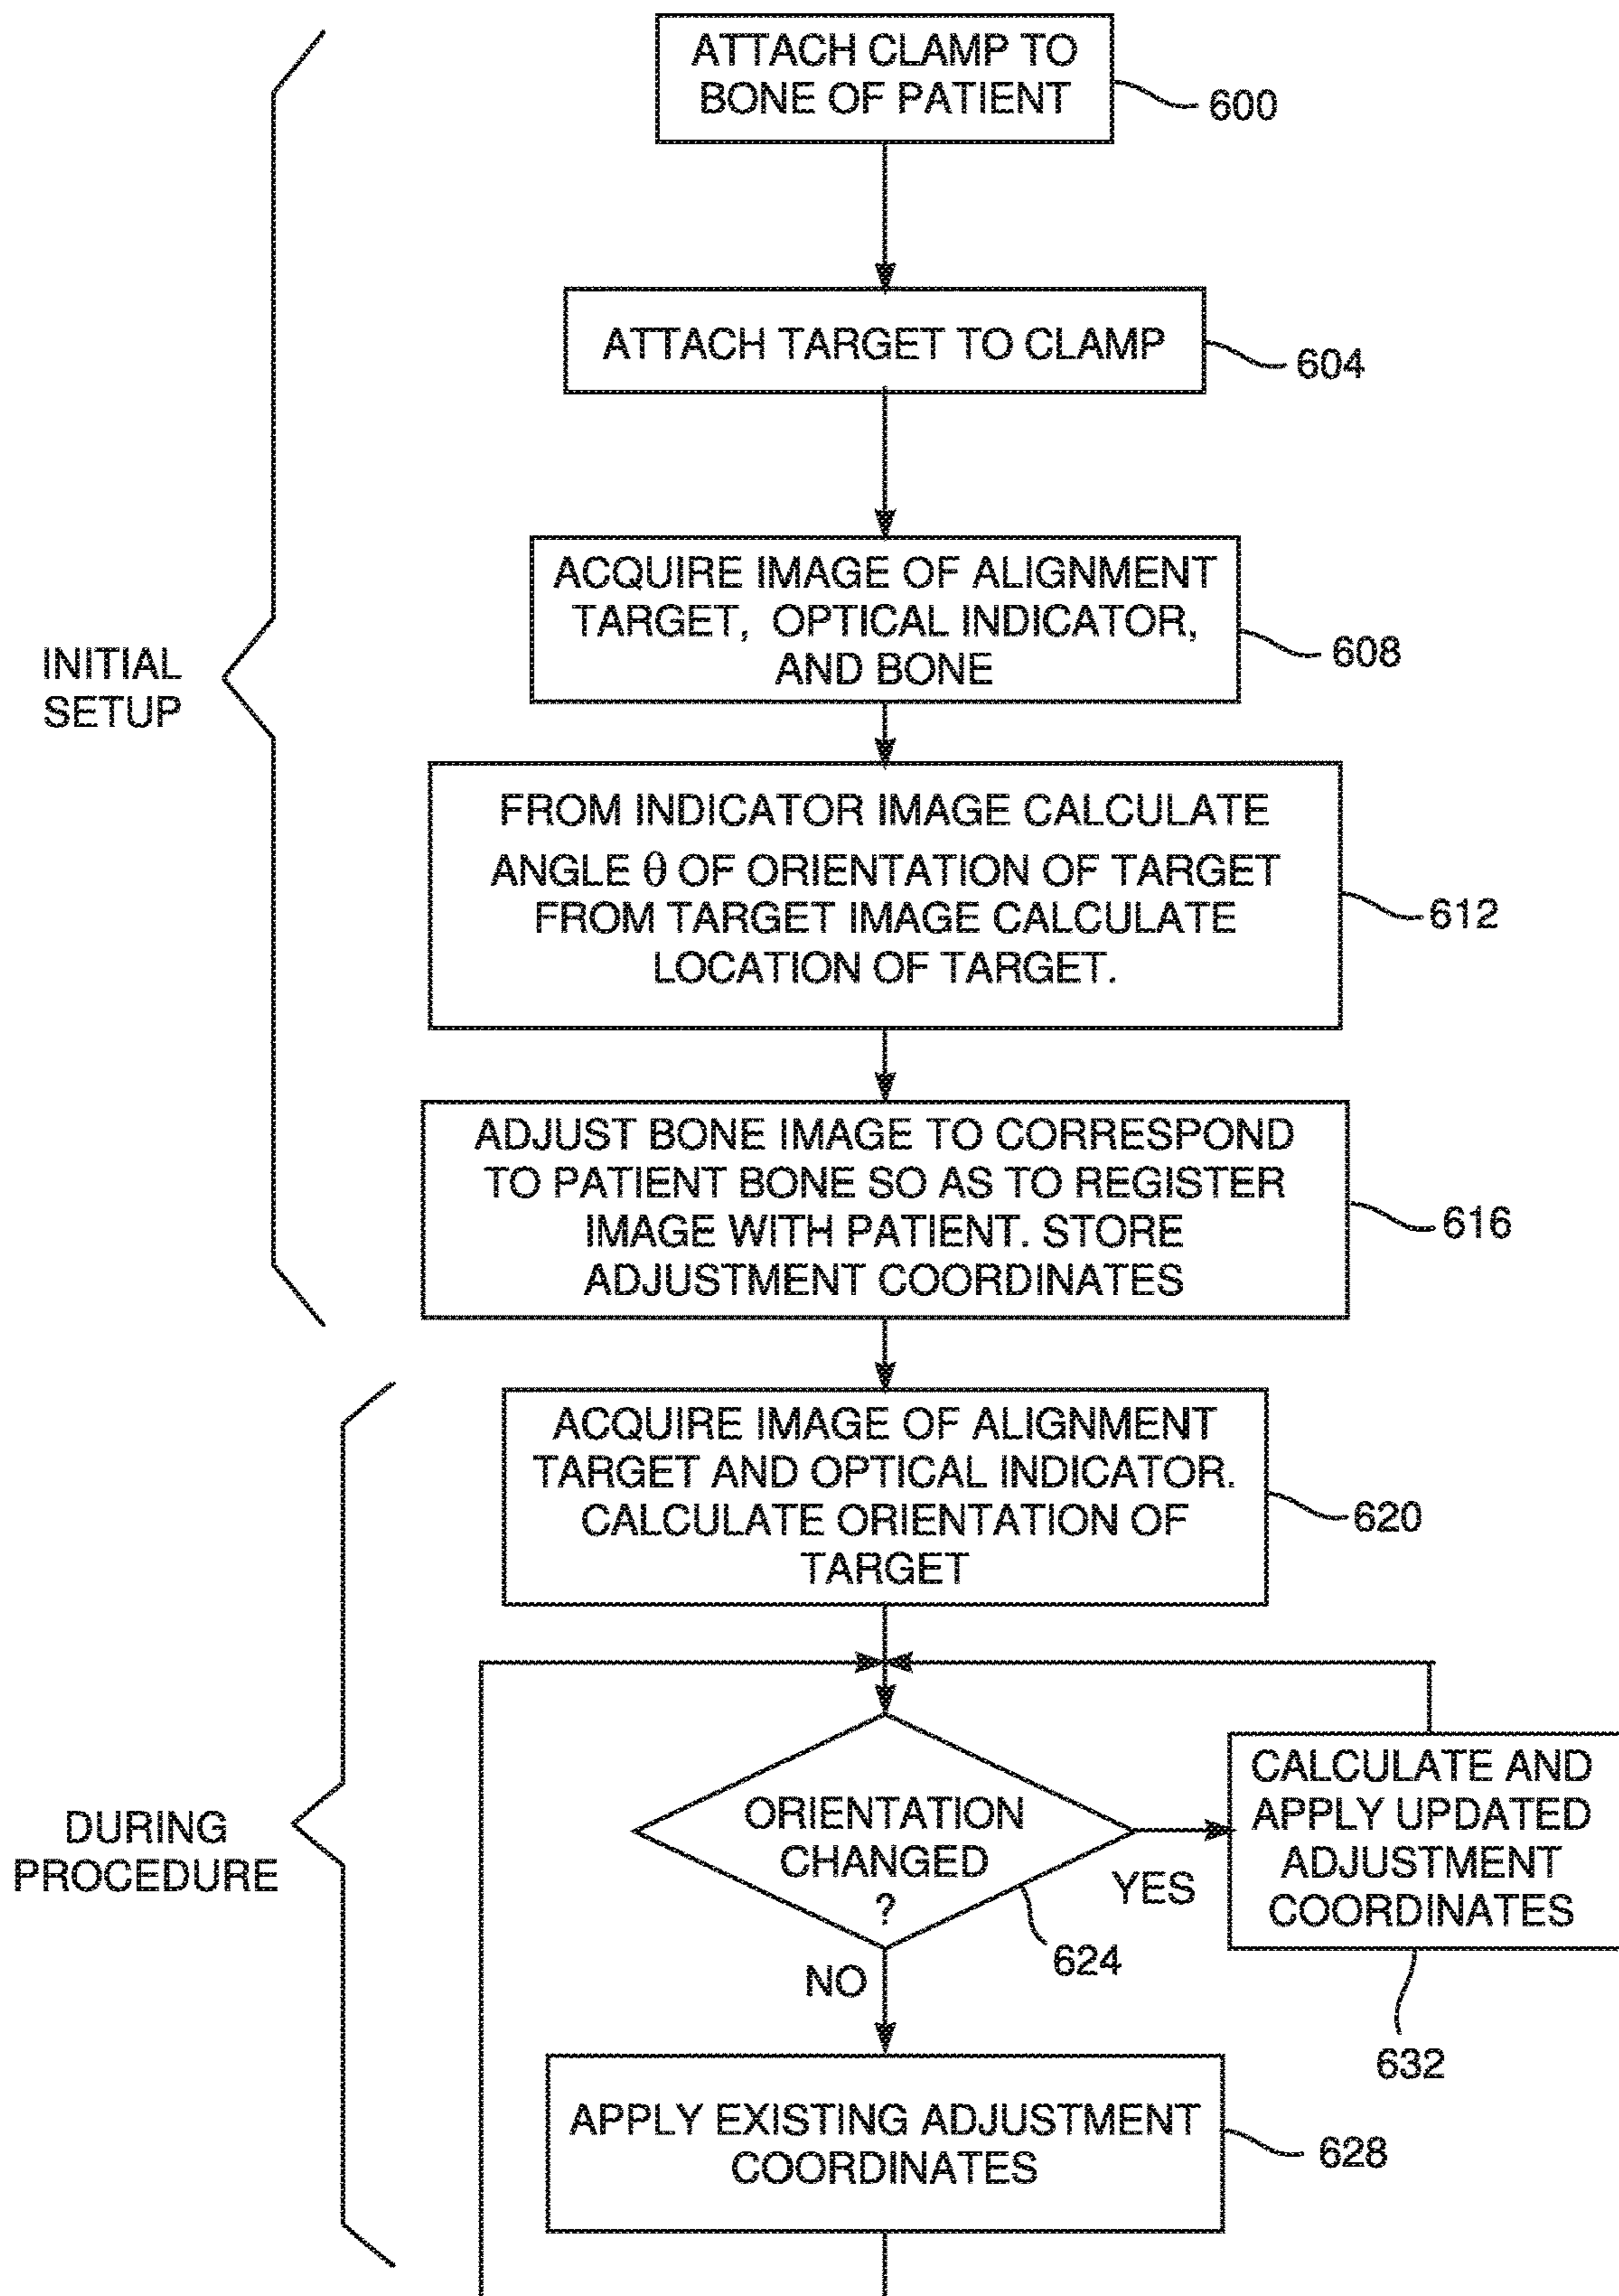 ATTACH CLAMP TO
BONE OF PATIENT
600
ATTACH TARGET TO CLAMP
604
ACQUIRE IMAGE OF ALIGNMENT
TARGET, OPTICAL INDICATOR,
AND BONE
608
INITIAL
SETUP
FROM INDICATOR IMAGE CALCULATE
ANGLE θ OF ORIENTATION OF TARGET
FROM TARGET IMAGE CALCULATE
LOCATION OF TARGET.
612
ADJUST BONE IMAGE TO CORRESPOND
TO PATIENT BONE SO AS TO REGISTER
IMAGE WITH PATIENT. STORE
ADJUSTMENT COORDINATES
616
ACQUIRE IMAGE OF ALIGNMENT
TARGET AND OPTICAL INDICATOR.
CALCULATE ORIENTATION OF
TARGET
620
DURING
PROCEDURE
ORIENTATION
CHANGED
?
624
YES
CALCULATE AND
APPLY UPDATED
ADJUSTMENT
COORDINATES
632
NO
APPLY EXISTING ADJUSTMENT
COORDINATES
628